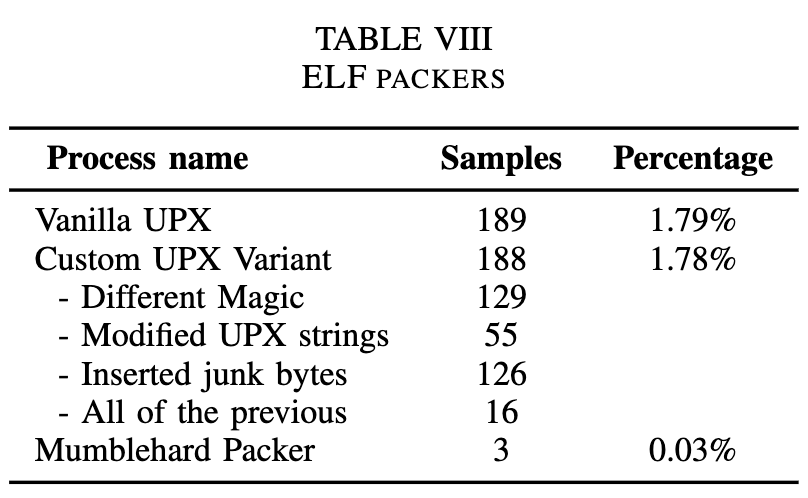 TABLE VIII
ELF PACKERS
Process name Samples Percentage
Vanilla UPX 189 1.79%
Custom UPX Variant 188 1.78%
- Different Magic 129
- Modified UPX strings 55
- Inserted junk bytes 126
- All of the previous 16
Mumblehard Packer 3 0.03%